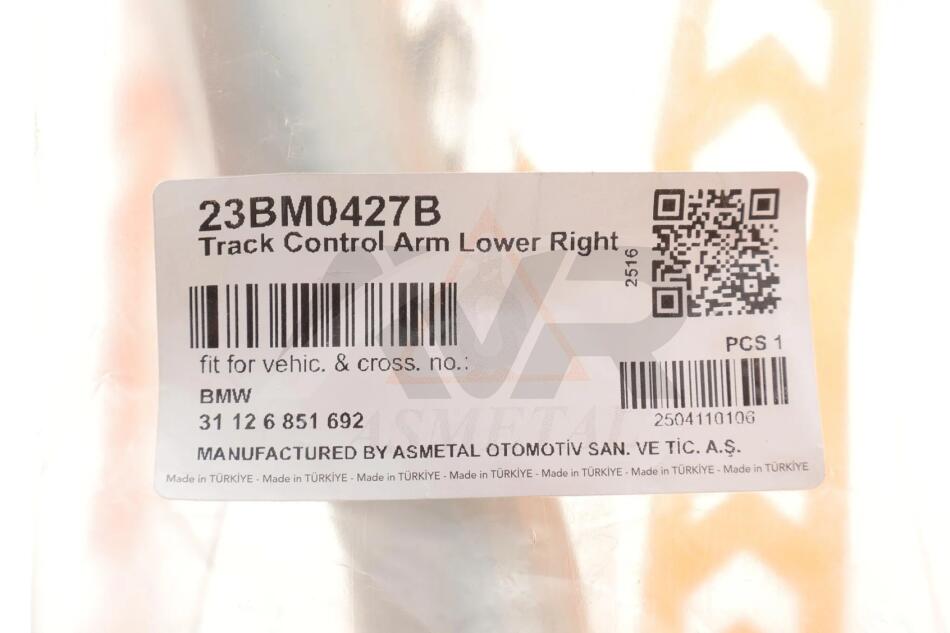 23BM0427B
Track Control Arm Lower Right
2516
fit for vehic. & cross. no.:
PCS 1
BMW
31 12 6 851 692
2504110106
ASMETAL
MANUFACTURED BY ASMETAL OTOMOTİV SAN. VE TİC. A.Ş.
Made in TÜRKİYE - Made in TÜRKİYE - Made in TÜRKİYE - Made in TÜRKİYE - Made in TÜRKİYE - Made in TÜRKİYE - Made in TÜRKİYE